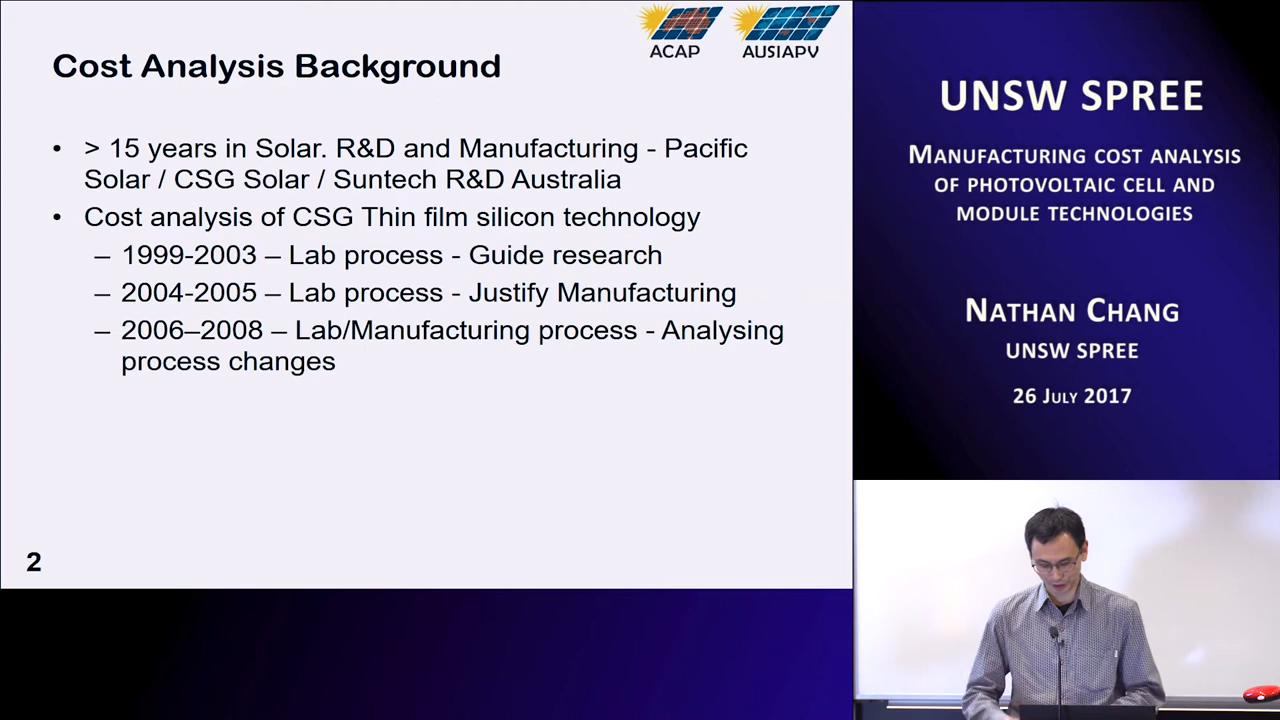 ACAP
AUSIAPV
Cost Analysis Background
• > 15 years in Solar. R&D and Manufacturing - Pacific
Solar / CSG Solar / Suntech R&D Australia
• Cost analysis of CSG Thin film silicon technology
– 1999-2003 – Lab process - Guide research
– 2004-2005 – Lab process - Justify Manufacturing
– 2006–2008 – Lab/Manufacturing process - Analysing
process changes
2
UNSW SPREE
MANUFACTURING COST ANALYSIS
OF PHOTOVOLTAIC CELL AND
MODULE TECHNOLOGIES
NATHAN CHANG
UNSW SPREE
26 JULY 2017